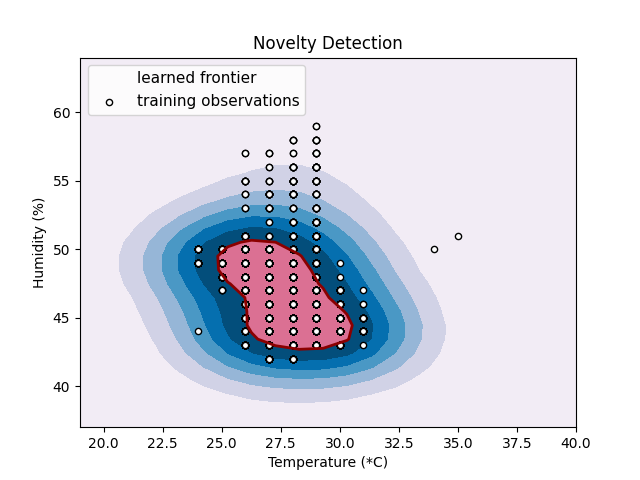 Novelty Detection
learned frontier
training observations
60
55
50
45
40
Humidity (%)
20.0 22.5 25.0 27.5 30.0 32.5 35.0 37.5 40.0
Temperature (*C)